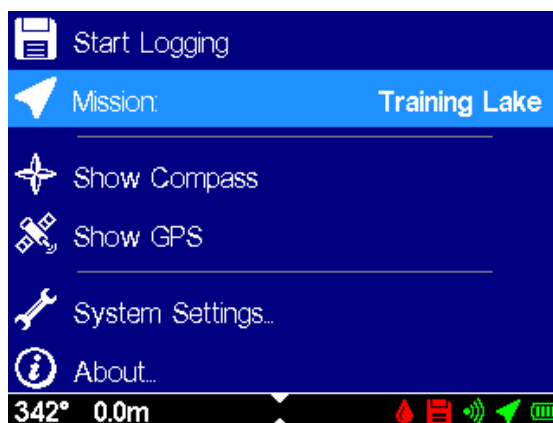 Start Logging
Mission: Training Lake
Show Compass
Show GPS
System Settings...
About...
342° 0.0m